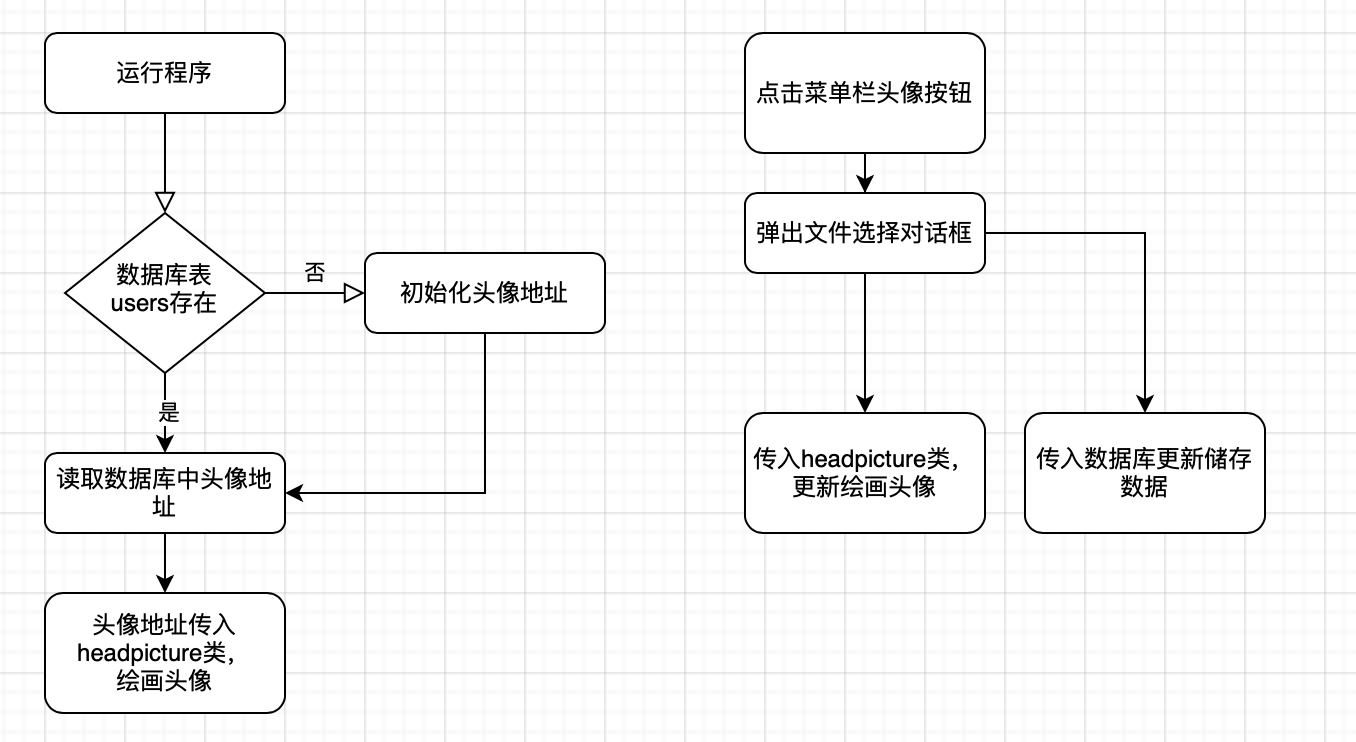 运行程序
数据库表
users存在
否
初始化头像地址
是
读取数据库中头像地
址
头像地址传入
headpicture类，
绘画头像
点击菜单栏头像按钮
弹出文件选择对话框
传入headpicture类，
更新绘画头像
传入数据库更新储存
数据